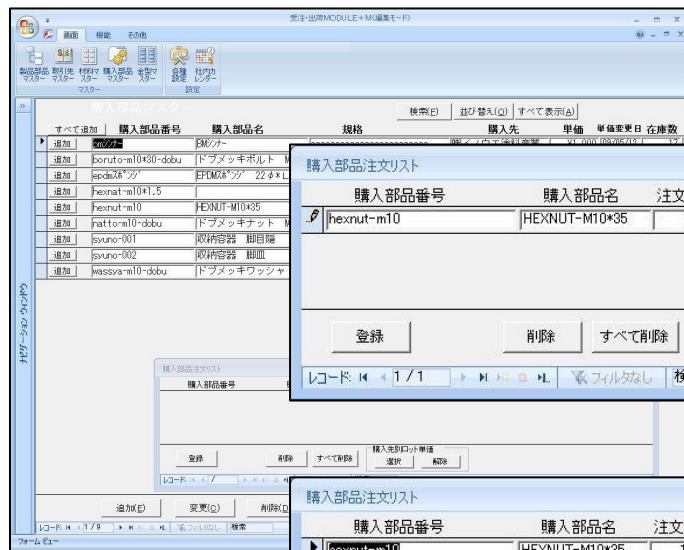 受注・出荷MODULE+M(編集モード)
画面 機能 その他
製品部品マスター 取引先マスター 材料マスター 購入部品マスター 金型マスター 各種設定 社内カレンダー
マスター 設定
購入部品マスター
検索(F) 並び替え(O) すべて表示(A)
すべて追加 購入部品番号 購入部品名 規格 購入先 単価 単価変更日 在庫数
追加 BMシンナー
追加 boruto-m10*30-dobu ドブメッキボルト M
追加
追加 hexnat-m10*1.5
追加 hexnut-m10 HEXNUT-M10*35
追加 natto-m10-dobu ドブメッキナット M
追加 syuno-001 収納容器 脚目隠
追加 syuno-002 収納容器 脚皿
追加 wassya-m10-dobu ドブメッキワッシャ
購入部品注文リスト
購入部品番号 購入部品名 注文
hexnut-m10 HEXNUT-M10*35
登録 削除 すべて削除
レコード: 1/1 フィルタなし 検
ナビゲーション ウィンドウ
購入部品注文リスト
購入部品番号
登録 削除 すべて削除 購入先別ロット単価 選択 解除
追加(E) 変更(C) 削除(D
レコード: 1/9 フィルタなし 検索
フォーム ビュー
購入部品注文リスト
購入部品番号 購入部品名 注文
hexnut-m10 HEXNUT-M10*35